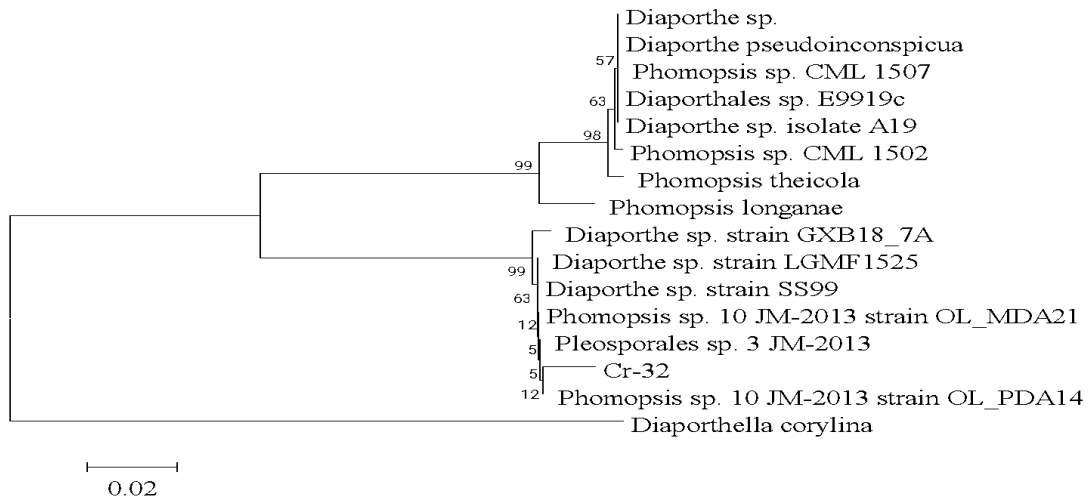 Diaporthe sp.
Diaporthe pseudoinconspicua
57
Phomopsis sp. CML 1507
63
Diaporthales sp. E9919c
98
Diaporthe sp. isolate A19
Phomopsis sp. CML 1502
99
Phomopsis theicola
Phomopsis longanae
Diaporthe sp. strain GXB18_7A
99
Diaporthe sp. strain LGMF1525
63
Diaporthe sp. strain SS99
12
Phomopsis sp. 10 JM-2013 strain OL_MDA21
5
Pleosporales sp. 3 JM-2013
5
Cr-32
12
Phomopsis sp. 10 JM-2013 strain OL_PDA14
Diaporthella corylina
0.02